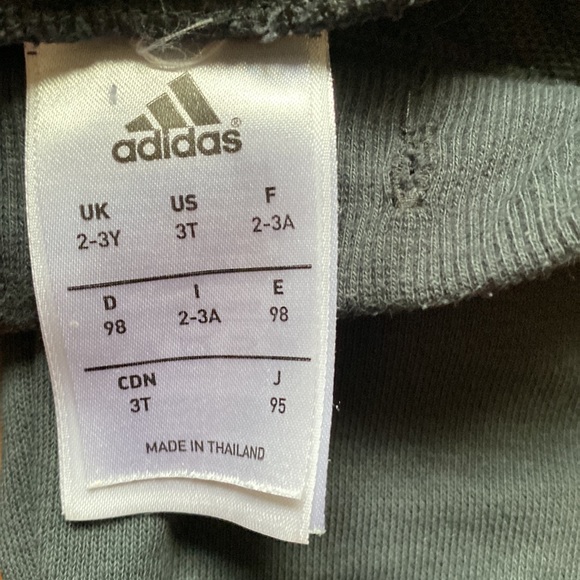 adidas®
UK US F
2-3Y 3T 2-3A
D I E
98 2-3A 98
CDN J
3T 95
MADE IN THAILAND